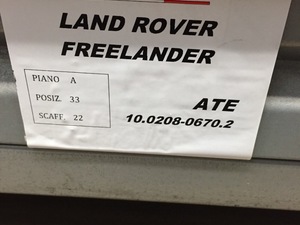 LAND ROVER
FREELANDER
PIANO A
POSIZ. 33
SCAFF. 22
ATE
10.0208-0670.2